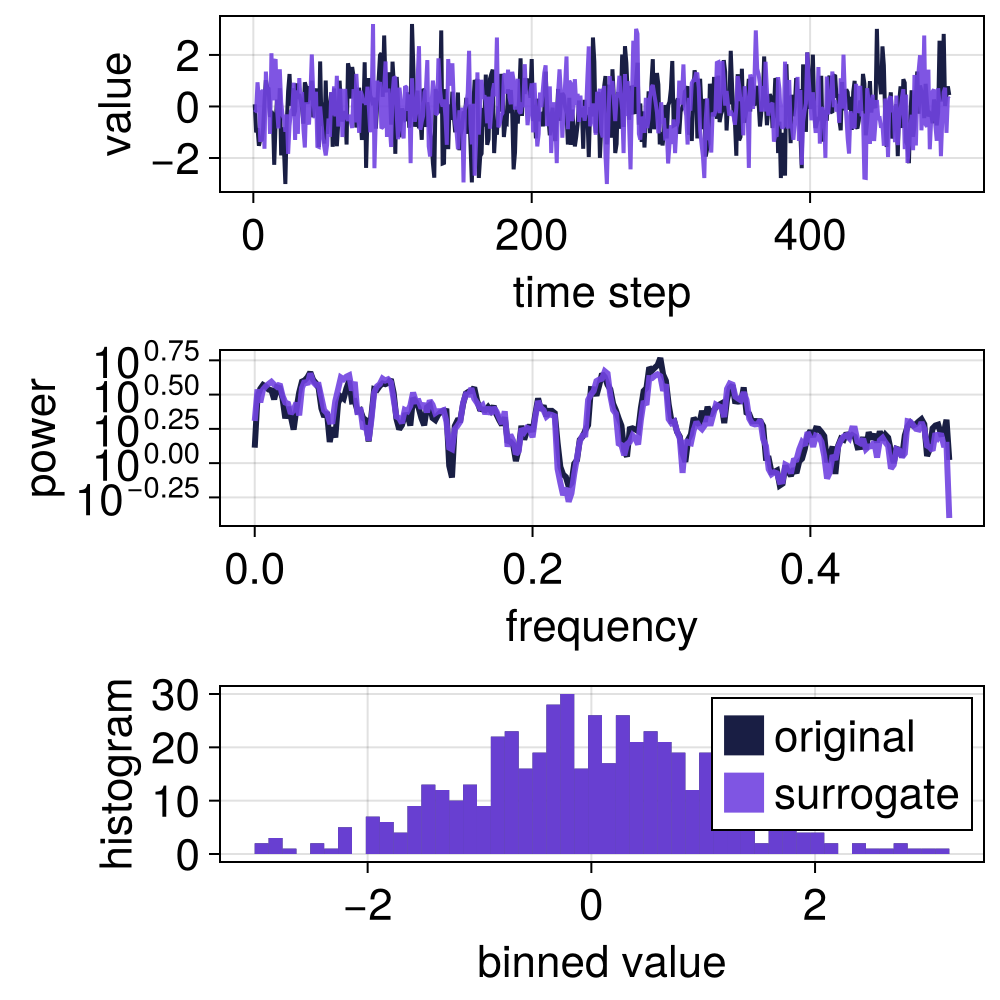 value
2
0
−2
0 200 400
time step
power
10^0.75
10^0.50
10^0.25
10^0.00
10^−0.25
0.0 0.2 0.4
frequency
histogram
30
20
10
0
original
surrogate
−2 0 2
binned value